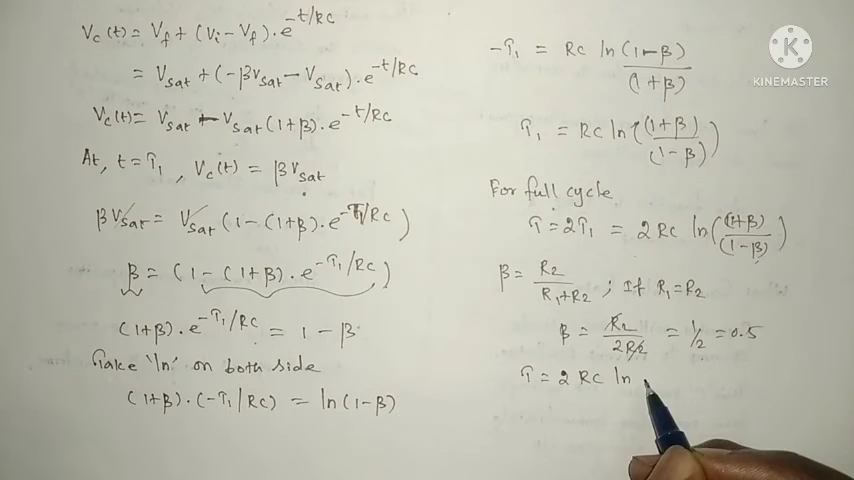 Vc(t) = Vf + (Vi - Vf) . e^-t/RC
= Vsat + (-βVsat - Vsat) . e^-t/RC
Vc(t) = Vsat - Vsat (1+β) . e^-t/RC
At, t = T1 , Vc(t) = βVsat
βVsat = Vsat (1 - (1+β) . e^-T1/RC)
β = (1 - (1+β) . e^-T1/RC)
(1+β) . e^-T1/RC = 1 - β
Take 'ln' on both side
(1+β) . (-T1/RC) = ln (1-β)
-T1 = RC ln (1-β)/(1+β)
T1 = RC ln ((1+β)/(1-β))
For full cycle
T = 2T1 = 2RC ln ((1+β)/(1-β))
β = R2/(R1+R2) ; If R1 = R2
β = R2/2R2 = 1/2 = 0.5
T = 2 RC ln
K
KINEMASTER